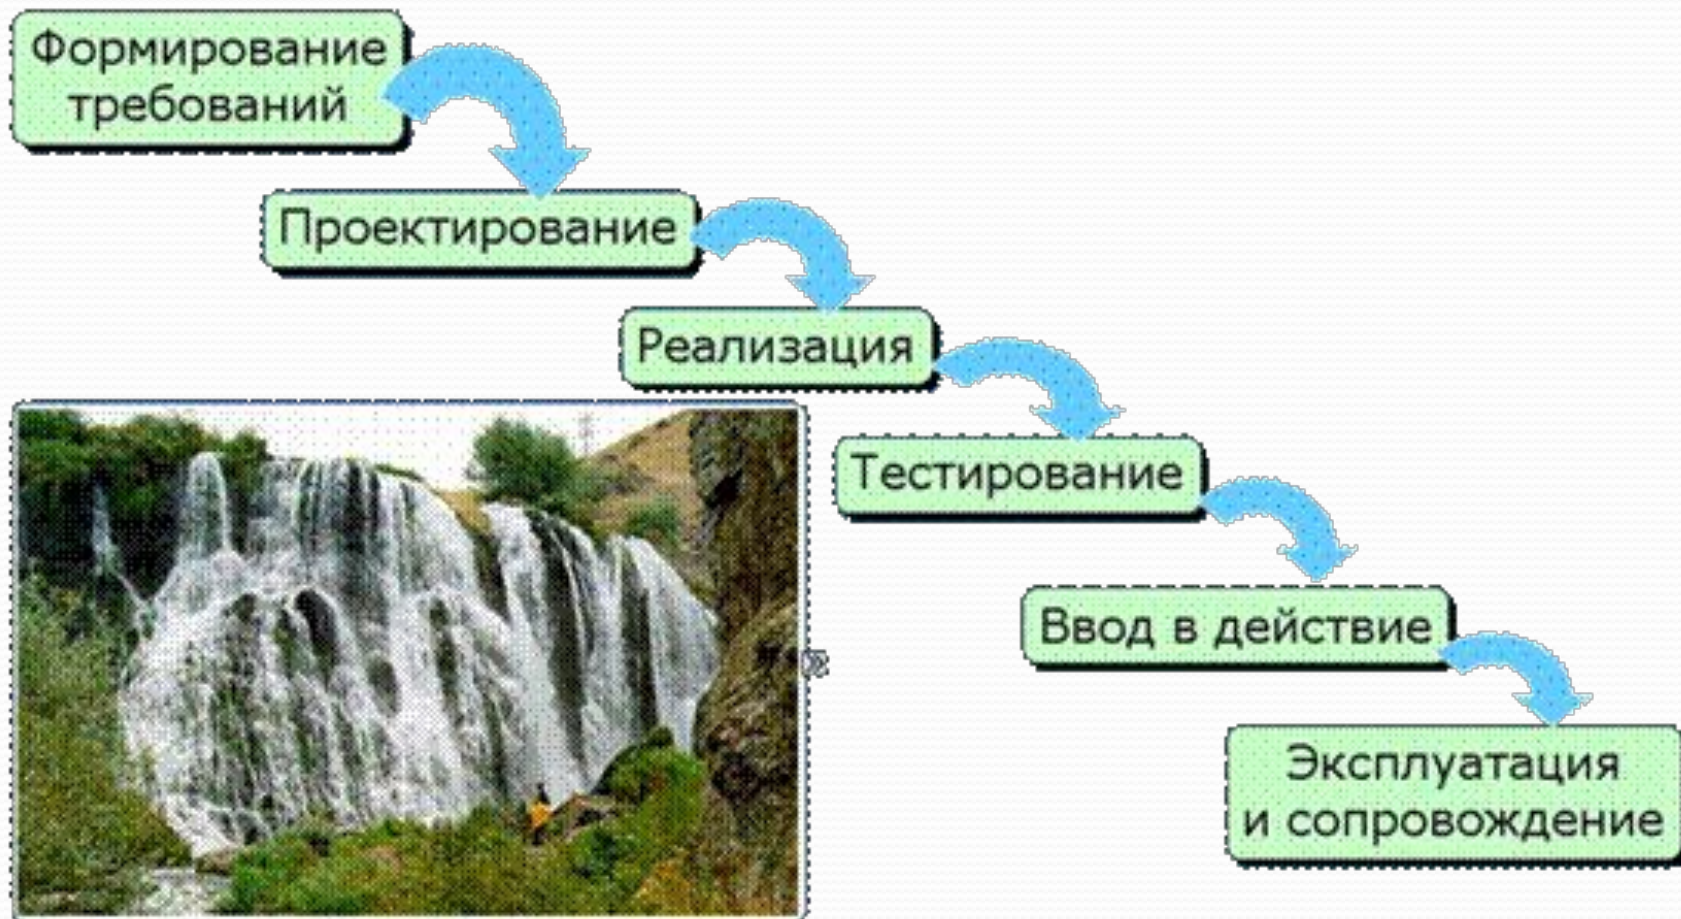 Формирование
требований
Проектирование
Реализация
Тестирование
Ввод в действие
Эксплуатация
и сопровождение